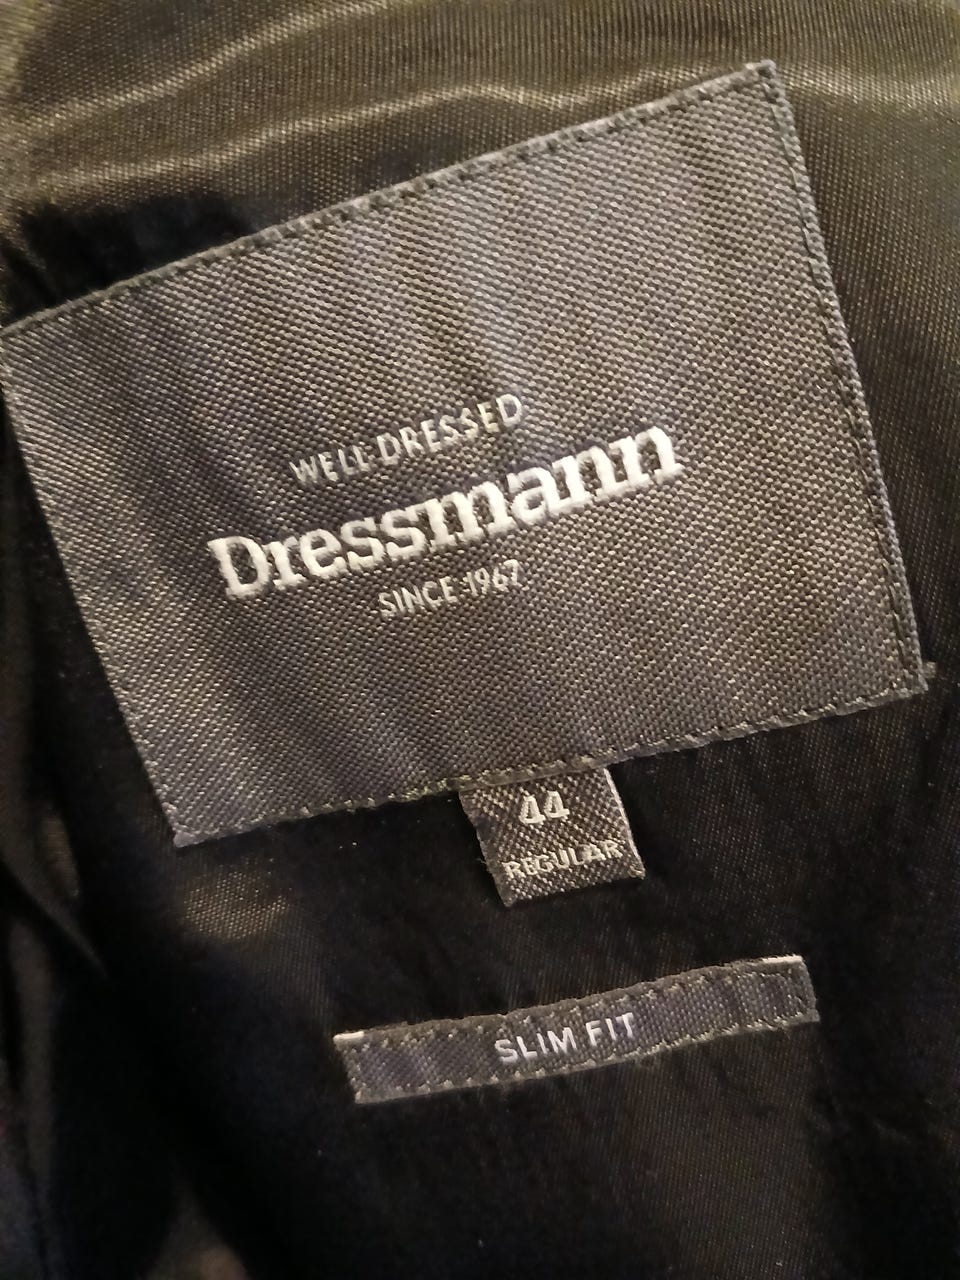 WELL-DRESSED
Dressmann
SINCE 1967
44
REGULAR
SLIM FIT